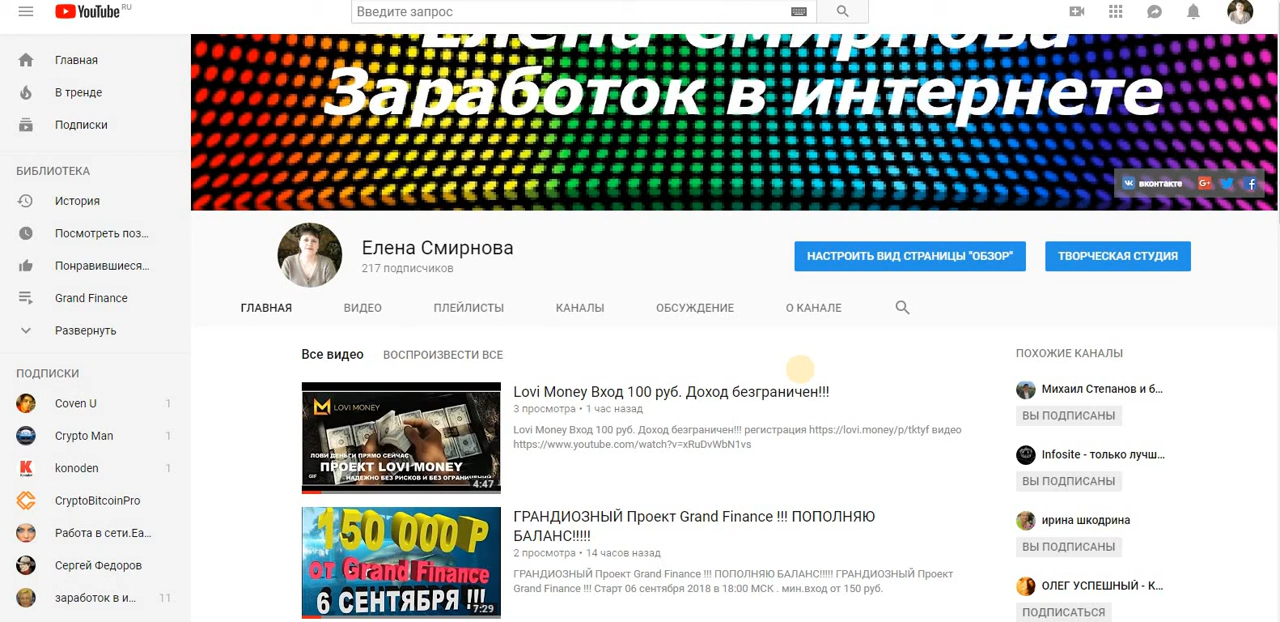 YouTube RU
Введите запрос
Елена Смирнова
Заработок в интернете
вконтакте
Главная
В тренде
Подписки
БИБЛИОТЕКА
История
Посмотреть поз...
Понравившиеся...
Grand Finance
Развернуть
ПОДПИСКИ
Coven U 1
Crypto Man 1
konoden 1
CryptoBitcoinPro
Работа в сети.Еа...
Сергей Федоров
заработок в и... 11
Елена Смирнова
217 подписчиков
НАСТРОИТЬ ВИД СТРАНИЦЫ "ОБЗОР"
ТВОРЧЕСКАЯ СТУДИЯ
ГЛАВНАЯ ВИДЕО ПЛЕЙЛИСТЫ КАНАЛЫ ОБСУЖДЕНИЕ О КАНАЛЕ
Все видео ВОСПРОИЗВЕСТИ ВСЕ
LOVI MONEY
ЛОВИ ДЕНЬГИ ПРЯМО СЕЙЧАС
ПРОЕКТ LOVI MONEY
НАДЕЖНО БЕЗ РИСКОВ И БЕЗ ОГРАНИЧЕНИЙ
4:47
Lovi Money Вход 100 руб. Доход безграничен!!!
3 просмотра • 1 час назад
Lovi Money Вход 100 руб. Доход безграничен!!! регистрация https://lovi.money/p/tktyf видео
https://www.youtube.com/watch?v=xRuDvWbN1vs
150 000 Р
от Grand Finance
6 СЕНТЯБРЯ !!!
7:29
ГРАНДИОЗНЫЙ Проект Grand Finance !!! ПОПОЛНЯЮ
БАЛАНС!!!!!
2 просмотра • 14 часов назад
ГРАНДИОЗНЫЙ Проект Grand Finance !!! ПОПОЛНЯЮ БАЛАНС!!!!! ГРАНДИОЗНЫЙ Проект
Grand Finance !!! Старт 06 сентября 2018 в 18:00 МСК . мин.вход от 150 руб.
ПОХОЖИЕ КАНАЛЫ
Михаил Степанов и б...
ВЫ ПОДПИСАНЫ
Infosite - только лучш...
ВЫ ПОДПИСАНЫ
ирина шкодрина
ВЫ ПОДПИСАНЫ
ОЛЕГ УСПЕШНЫЙ - К...
ПОДПИСАТЬСЯ